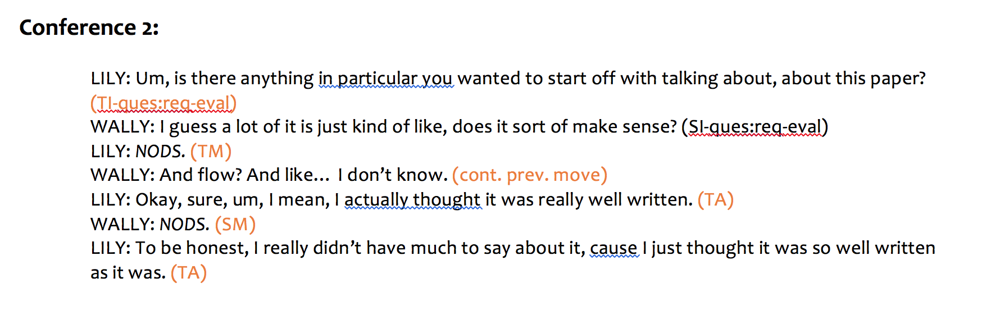 Conference 2:
LILY: Um, is there anything in particular you wanted to start off with talking about, about this paper?
(TI-ques:req-eval)
WALLY: I guess a lot of it is just kind of like, does it sort of make sense? (SI-ques:req-eval)
LILY: NODS. (TM)
WALLY: And flow? And like… I don’t know. (cont. prev. move)
LILY: Okay, sure, um, I mean, I actually thought it was really well written. (TA)
WALLY: NODS. (SM)
LILY: To be honest, I really didn’t have much to say about it, cause I just thought it was so well written
as it was. (TA)